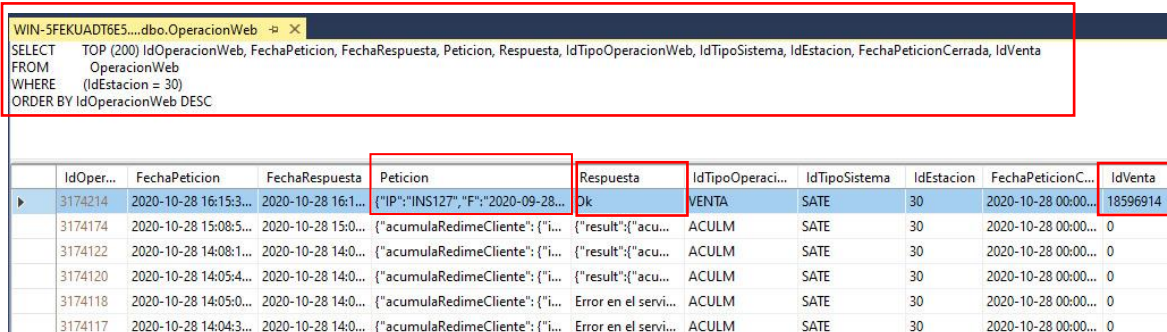 WIN-5FEKUADT6E5....dbo.OperacionWeb
SELECT TOP (200) IdOperacionWeb, FechaPeticion, FechaRespuesta, Peticion, Respuesta, IdTipoOperacionWeb, IdTipoSistema, IdEstacion, FechaPeticionCerrada, IdVenta
FROM OperacionWeb
WHERE (IdEstacion = 30)
ORDER BY IdOperacionWeb DESC
IdOper... FechaPeticion FechaRespuesta Peticion Respuesta IdTipoOperaci... IdTipoSistema IdEstacion FechaPeticionC... IdVenta
3174214 2020-10-28 16:15:3... 2020-10-28 16:1... {"IP":"INS127","F":"2020-09-28... Ok VENTA SATE 30 2020-10-28 00:00... 18596914
3174174 2020-10-28 15:08:5... 2020-10-28 15:0... {"acumulaRedimeCliente": {"i... {"result":{"acu... ACULM SATE 30 2020-10-28 00:00... 0
3174122 2020-10-28 14:08:1... 2020-10-28 14:0... {"acumulaRedimeCliente": {"i... {"result":{"acu... ACULM SATE 30 2020-10-28 00:00... 0
3174120 2020-10-28 14:05:4... 2020-10-28 14:0... {"acumulaRedimeCliente": {"i... {"result":{"acu... ACULM SATE 30 2020-10-28 00:00... 0
3174118 2020-10-28 14:05:0... 2020-10-28 14:0... {"acumulaRedimeCliente": {"i... Error en el servi... ACULM SATE 30 2020-10-28 00:00... 0
3174117 2020-10-28 14:04:3... 2020-10-28 14:0... {"acumulaRedimeCliente": {"i... Error en el servi... ACULM SATE 30 2020-10-28 00:00... 0